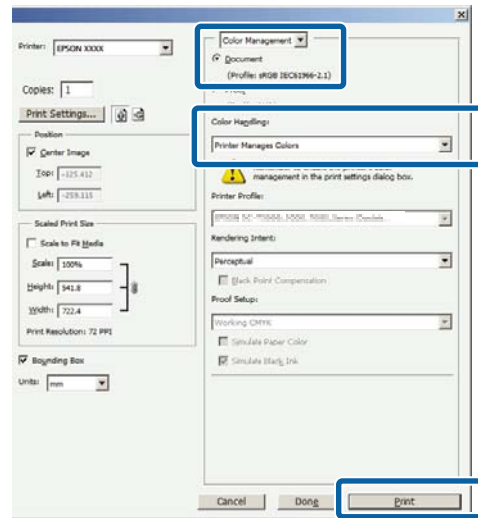 Printer: EPSON XXXX
Copies: 1
Print Settings...
Position
Center Image
Top: -125.412
Left: -259.115
Scaled Print Size
Scale to Fit Media
Scale: 100%
Height: 541.8
Width: 722.4
Print Resolution: 72 PPI
Bounding Box
Units: mm
Color Management
Document
(Profile: sRGB IEC61966-2.1)
Color Handling:
Printer Manages Colors
management in the print settings dialog box.
Printer Profile:
Rendering Intent:
Perceptual
Black Point Compensation
Proof Setup:
Working CMYK
Simulate Paper Color
Simulate Black Ink
Cancel
Done
Print